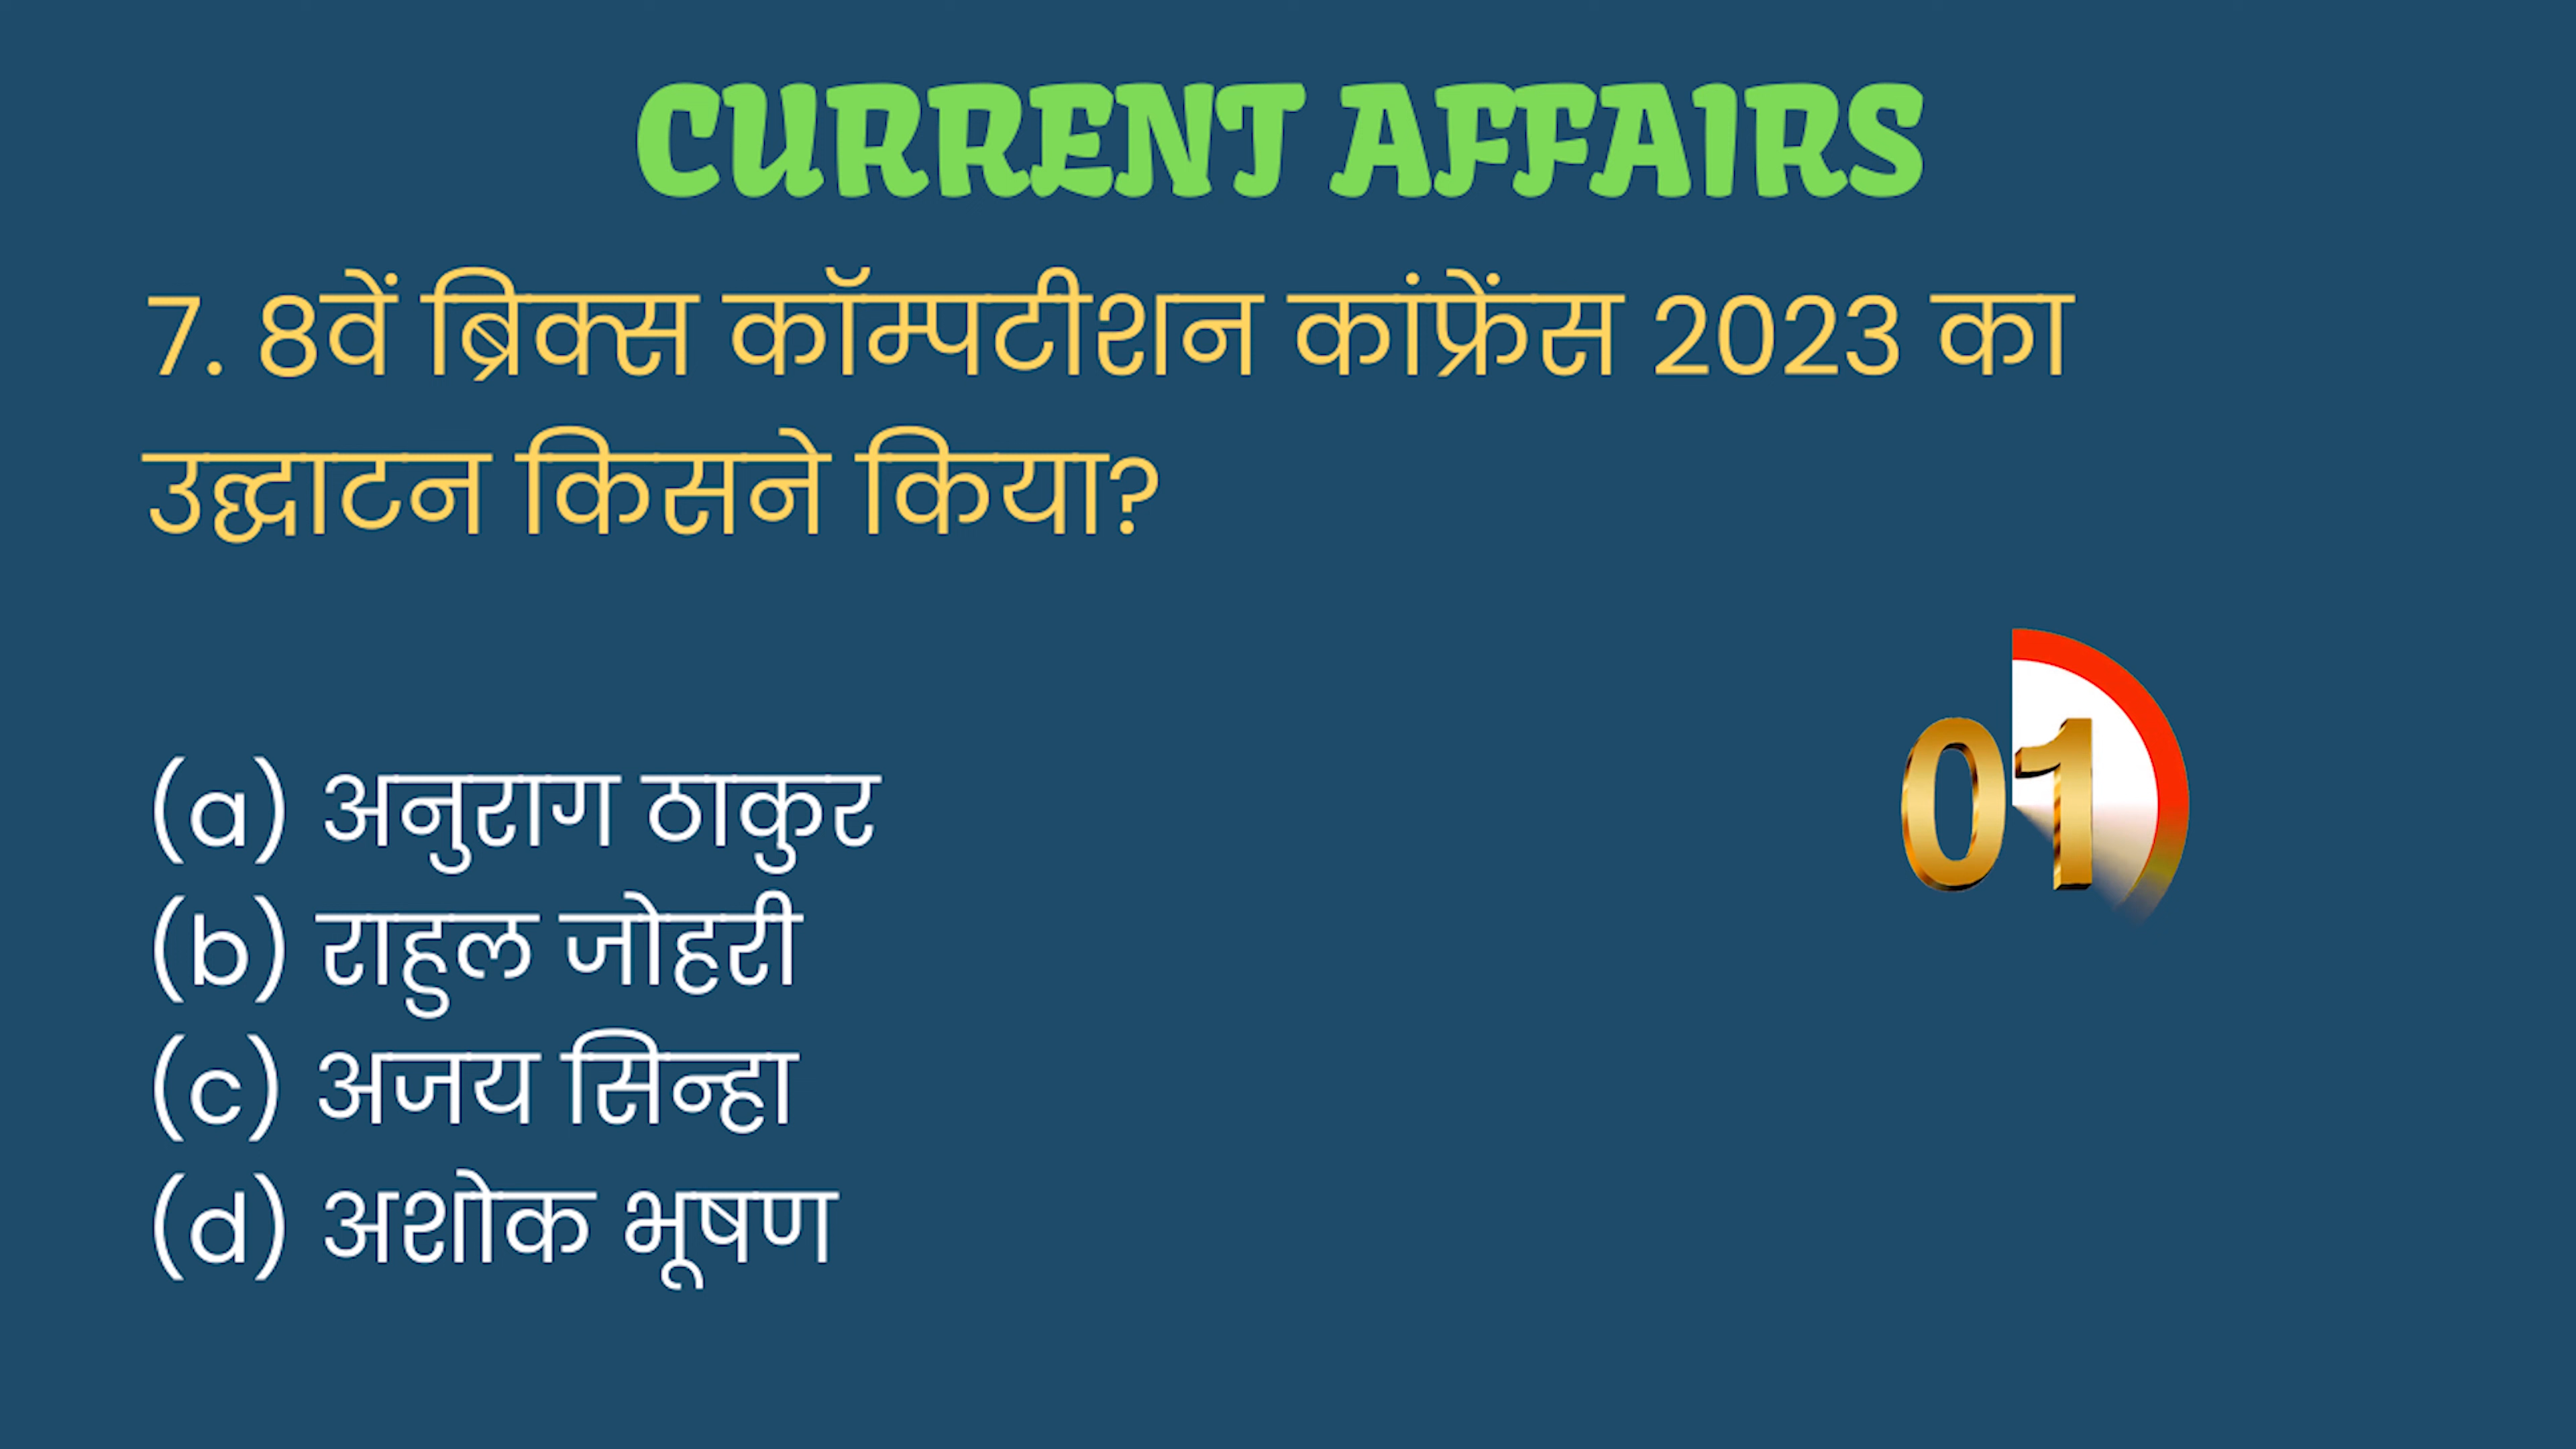 CURRENT AFFAIRS
7. 8वें ब्रिक्स कॉम्पटीशन कांफ्रेंस 2023 का
उद्घाटन किसने किया?
01
(a) अनुराग ठाकुर
(b) राहुल जोहरी
(c) अजय सिन्हा
(d) अशोक भूषण